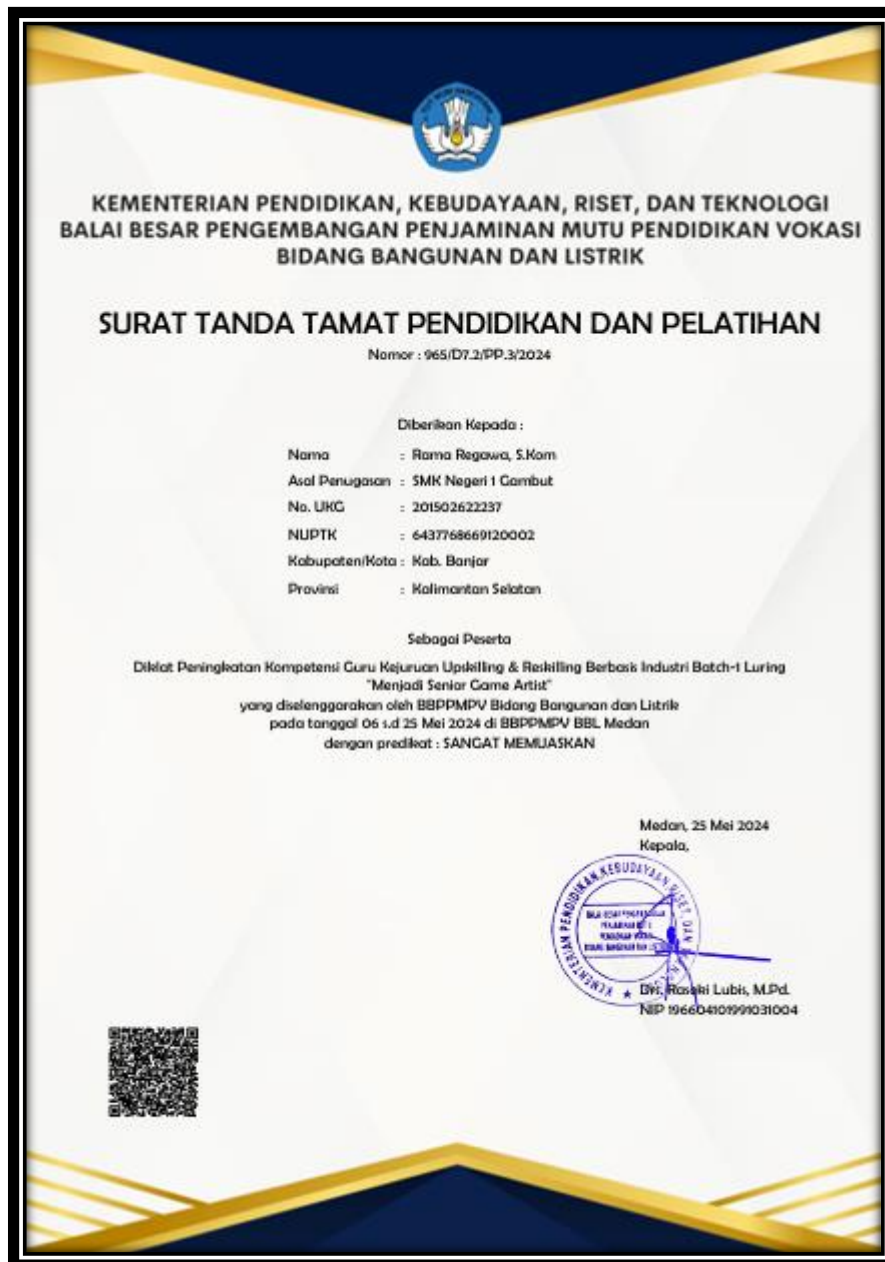 KEMENTERIAN PENDIDIKAN, KEBUDAYAAN, RISET, DAN TEKNOLOGI
BALAI BESAR PENGEMBANGAN PENJAMINAN MUTU PENDIDIKAN VOKASI
BIDANG BANGUNAN DAN LISTRIK
SURAT TANDA TAMAT PENDIDIKAN DAN PELATIHAN
Nomor : 965/D7.2/PP.3/2024
Diberikan Kepada :
Nama : Rama Regawa, S.Kom
Asal Penugasan : SMK Negeri 1 Gambut
No. UKG : 201502622237
NUPTK : 6437768669120002
Kabupaten/Kota : Kab. Banjar
Provinsi : Kalimantan Selatan
Sebagai Peserta
Diklat Peningkatan Kompetensi Guru Kejuruan Upskilling & Reskilling Berbasis Industri Batch-1 Luring
"Menjadi Senior Game Artist"
yang diselenggarakan oleh BBPPMPV Bidang Bangunan dan Listrik
pada tanggal 06 s.d 25 Mei 2024 di BBPPMPV BBL Medan
dengan predikat : SANGAT MEMUASKAN
Medan, 25 Mei 2024
Kepala,
KEMENTERIAN PENDIDIKAN, KEBUDAYAAN, RISET, DAN
Drs. Rasoki Lubis, M.Pd.
NIP 196604101991031004